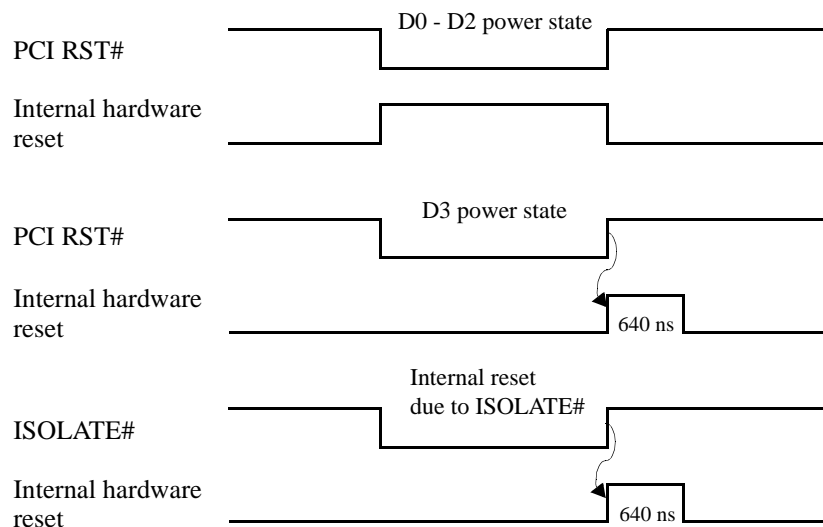 D0 - D2 power state
PCI RST#
Internal hardware
reset
D3 power state
PCI RST#
Internal hardware
reset
640 ns
Internal reset
due to ISOLATE#
ISOLATE#
Internal hardware
reset
640 ns